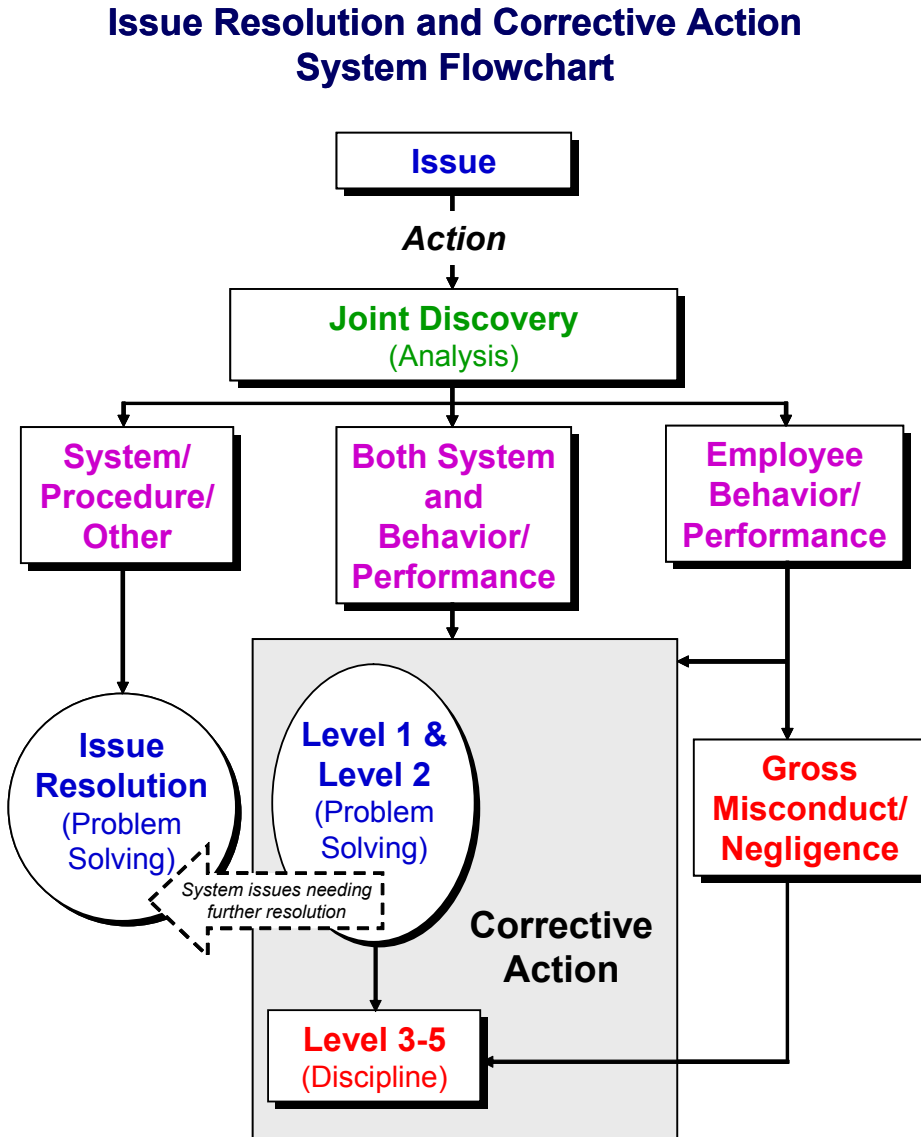 Issue Resolution and Corrective Action
System Flowchart
Issue
Action
Joint Discovery
(Analysis)
System/
Procedure/
Other
Both System
and
Behavior/
Performance
Employee
Behavior/
Performance
Issue
Resolution
(Problem
Solving)
Level 1 &
Level 2
(Problem
Solving)
Gross
Misconduct/
Negligence
System issues needing
further resolution
Corrective
Action
Level 3-5
(Discipline)